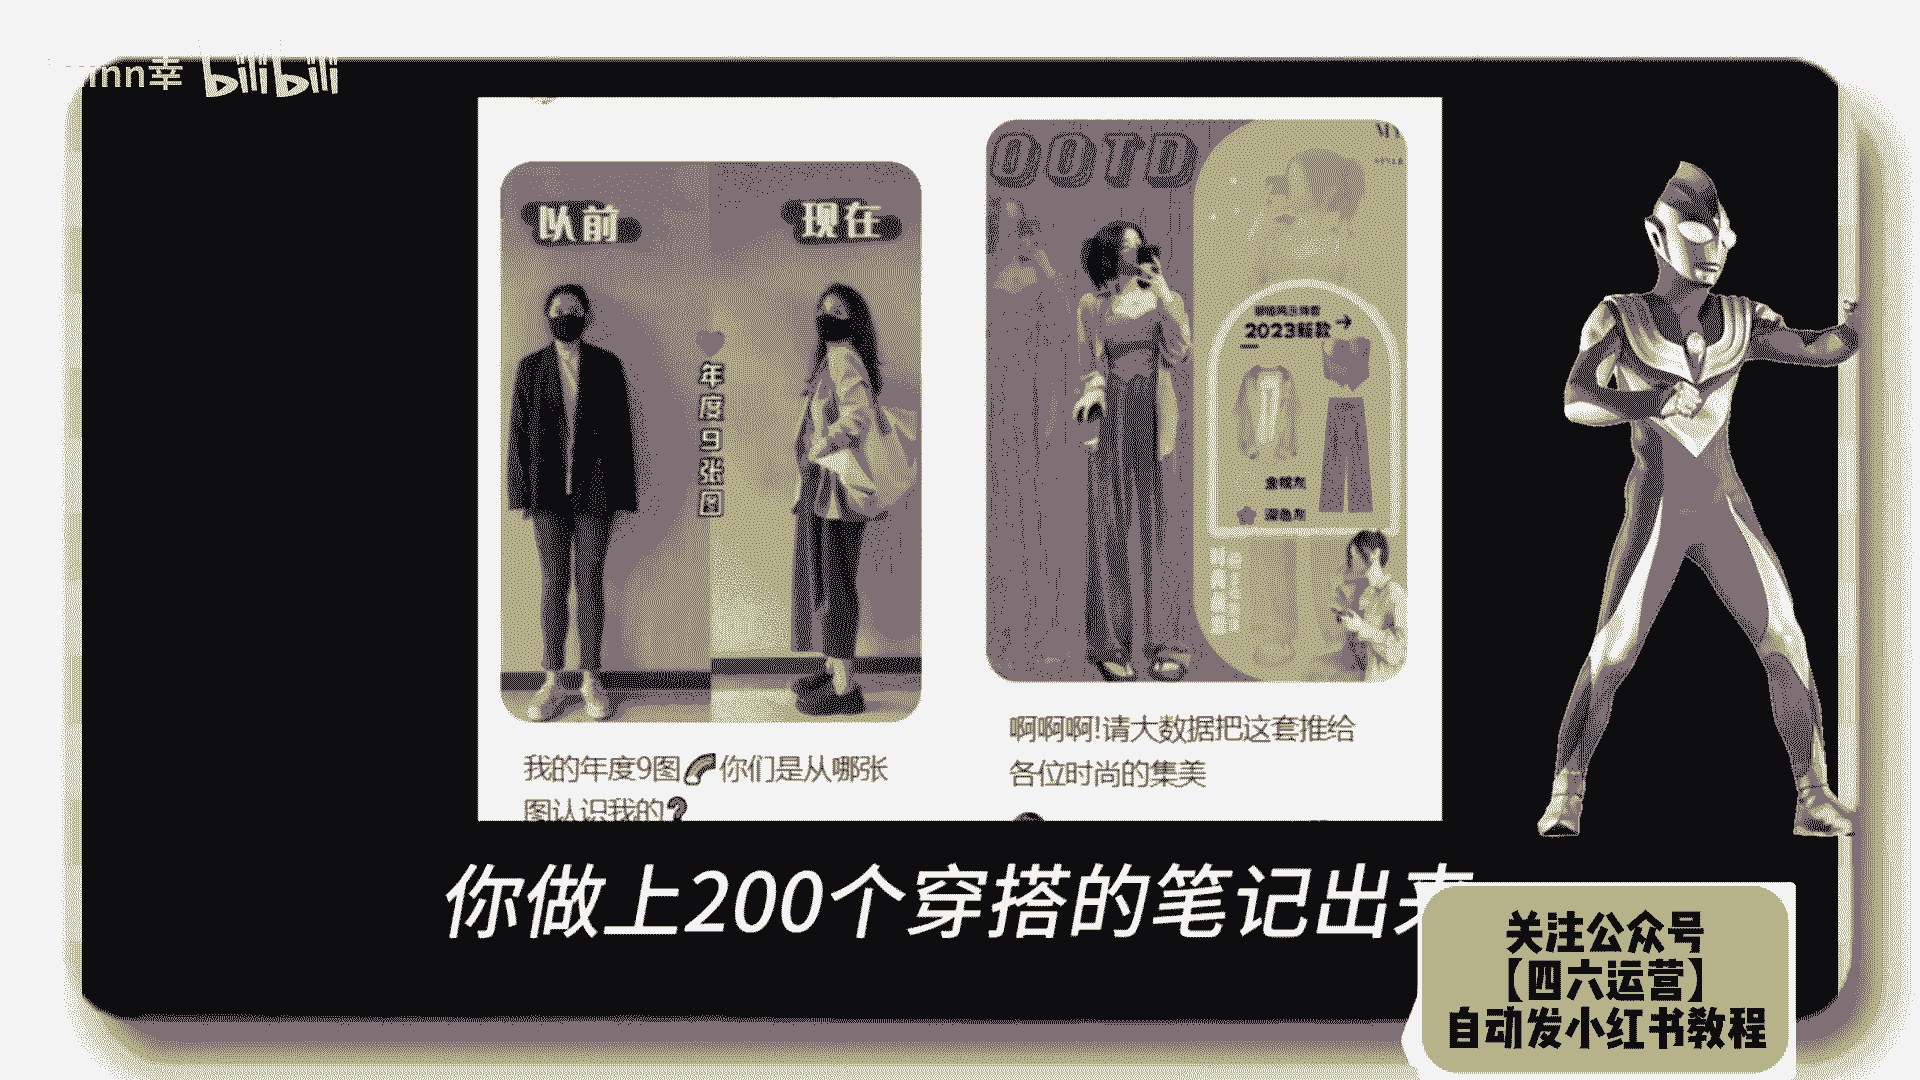 bilibili
OOTD
以前
现在
年度9张图
2023新款
我的年度9图 你们是从哪张
图认识我的?
啊啊啊!请大数据把这套推给
各位时尚的集美
你做上200个穿搭的笔记出来
关注公众号
【四六运营】
自动发小红书教程